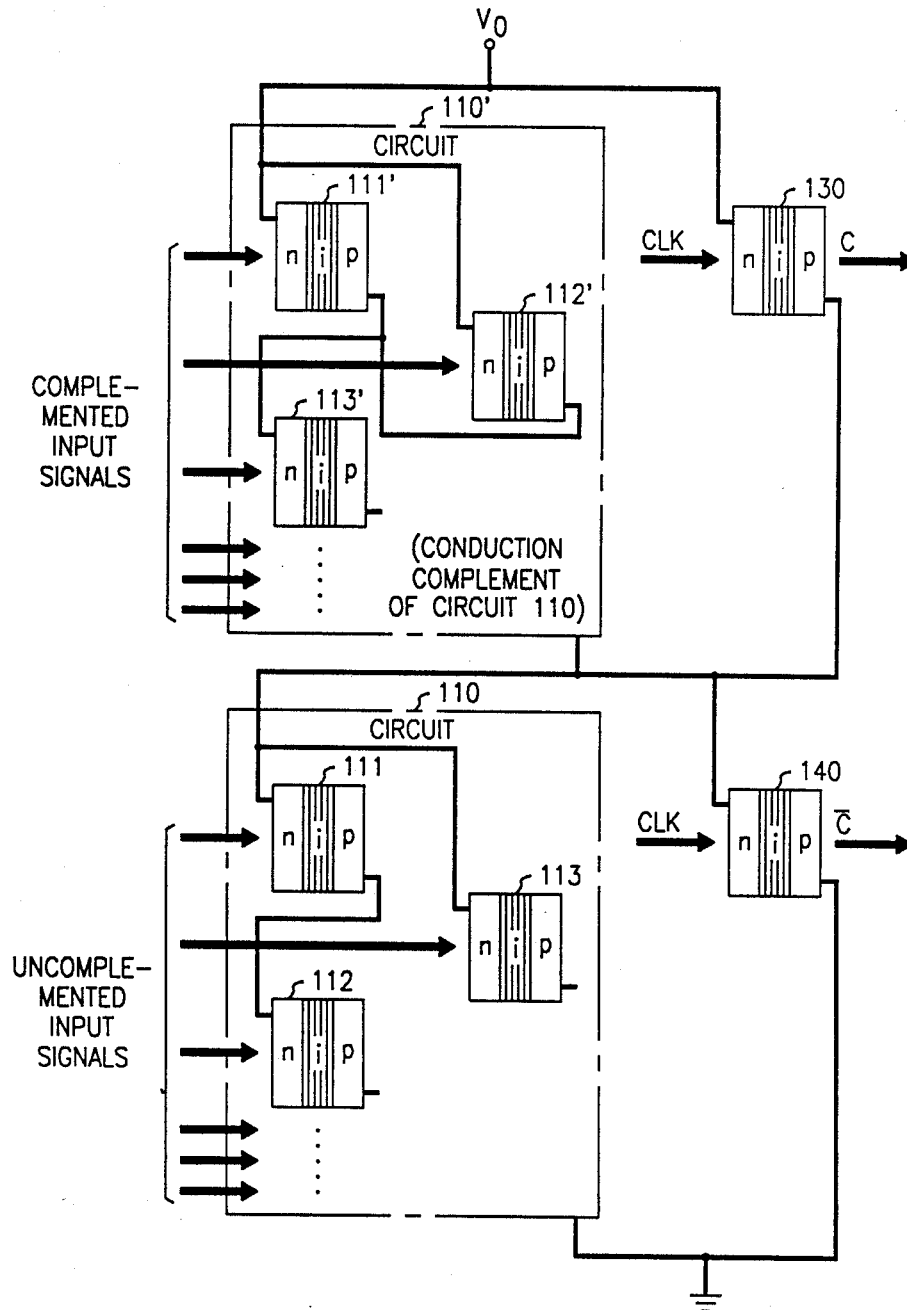 V0
110'
CIRCUIT
111'
n i p
130
CLK
n i p
C
112'
n i p
COMPLE-
MENTED
INPUT
SIGNALS
113'
n i p
(CONDUCTION
COMPLEMENT
OF CIRCUIT 110)
110
CIRCUIT
111
n i p
140
CLK
n i p
C̅
113
n i p
UNCOMPLE-
MENTED
INPUT
SIGNALS
112
n i p